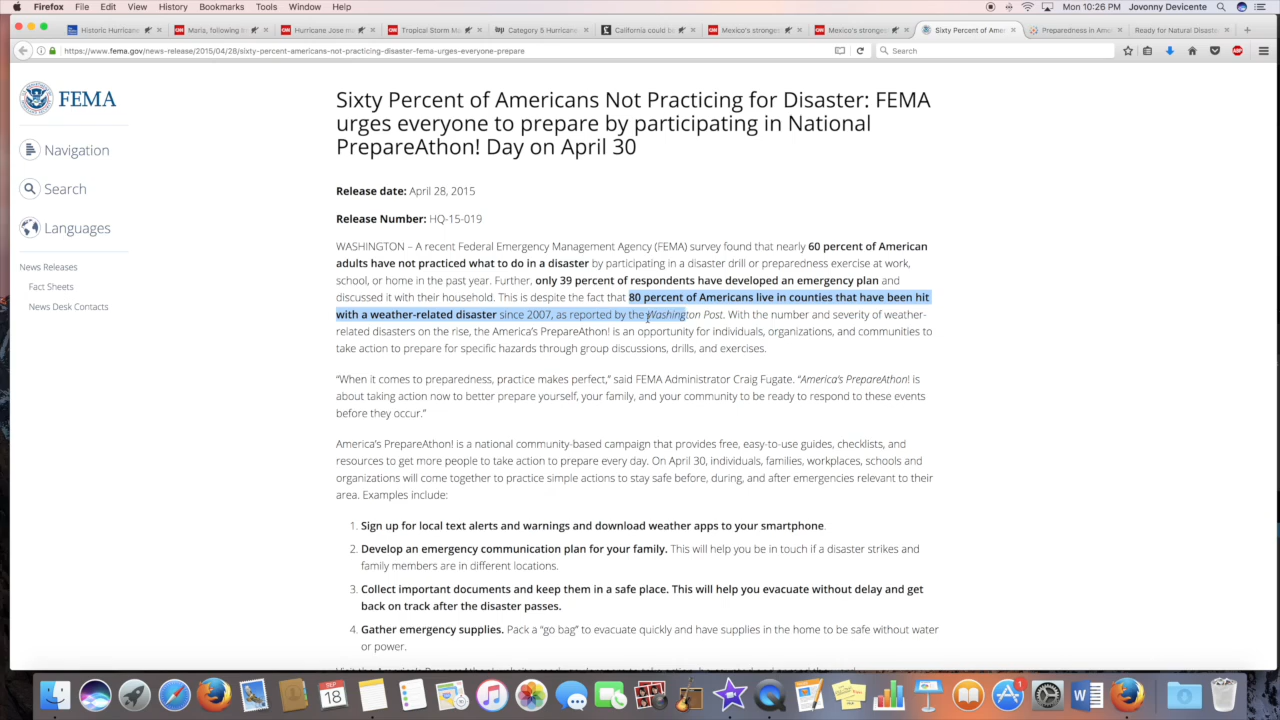 Firefox File Edit View History Bookmarks Tools Window Help Mon 10:26 PM Jovonny Devicente
Historic Hurricane Maria, following s Hurricane Jose m Tropical Storm Ma Category 5 Hurricane California could b Mexico's stronges Mexico's stronges Sixty Percent of Amer Preparedness in Ame Ready for Natural Disaste
https://www.fema.gov/news-release/2015/04/28/sixty-percent-americans-not-practicing-disaster-fema-urges-everyone-prepare Search
FEMA
Navigation
Search
Languages
News Releases
Fact Sheets
News Desk Contacts
Sixty Percent of Americans Not Practicing for Disaster: FEMA
urges everyone to prepare by participating in National
PrepareAthon! Day on April 30
Release date: April 28, 2015
Release Number: HQ-15-019
WASHINGTON – A recent Federal Emergency Management Agency (FEMA) survey found that nearly 60 percent of American
adults have not practiced what to do in a disaster by participating in a disaster drill or preparedness exercise at work,
school, or home in the past year. Further, only 39 percent of respondents have developed an emergency plan and
discussed it with their household. This is despite the fact that 80 percent of Americans live in counties that have been hit
with a weather-related disaster since 2007, as reported by the Washington Post. With the number and severity of weather-
related disasters on the rise, the America's PrepareAthon! is an opportunity for individuals, organizations, and communities to
take action to prepare for specific hazards through group discussions, drills, and exercises.
“When it comes to preparedness, practice makes perfect,” said FEMA Administrator Craig Fugate. “America's PrepareAthon! is
about taking action now to better prepare yourself, your family, and your community to be ready to respond to these events
before they occur.”
America's PrepareAthon! is a national community-based campaign that provides free, easy-to-use guides, checklists, and
resources to get more people to take action to prepare every day. On April 30, individuals, families, workplaces, schools and
organizations will come together to practice simple actions to stay safe before, during, and after emergencies relevant to their
area. Examples include:
1. Sign up for local text alerts and warnings and download weather apps to your smartphone.
2. Develop an emergency communication plan for your family. This will help you be in touch if a disaster strikes and
family members are in different locations.
3. Collect important documents and keep them in a safe place. This will help you evacuate without delay and get
back on track after the disaster passes.
4. Gather emergency supplies. Pack a “go bag” to evacuate quickly and have supplies in the home to be safe without water
or power.
SEP
18
1